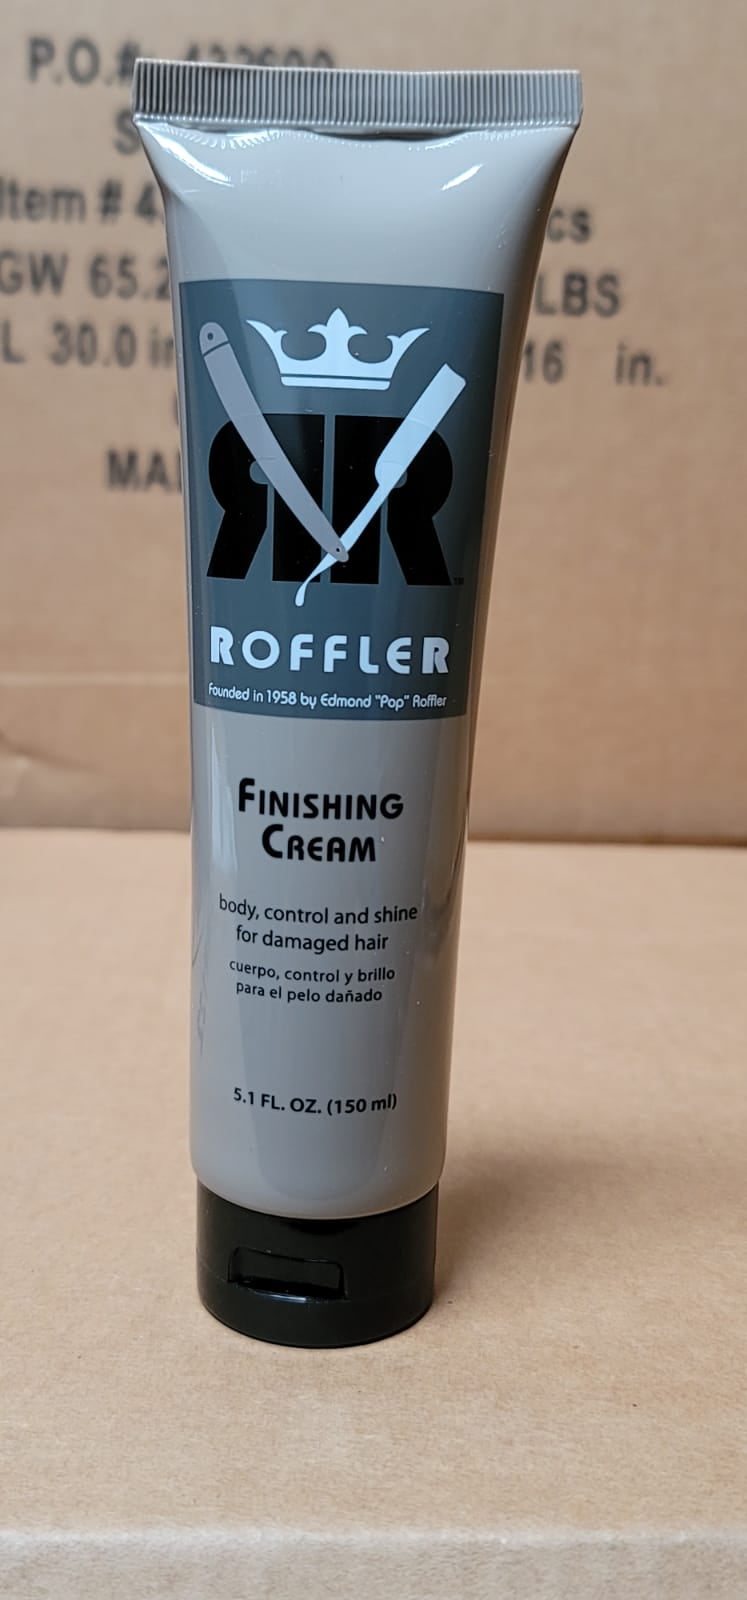 P.O.#:
Item #
GW 65.2
LBS
L 30.0 in
16 in.
RR
TM
ROFFLER
Founded in 1958 by Edmond "Pop" Roffler
FINISHING
CREAM
body, control and shine
for damaged hair
cuerpo, control y brillo
para el pelo dañado
5.1 FL. OZ. (150 ml)